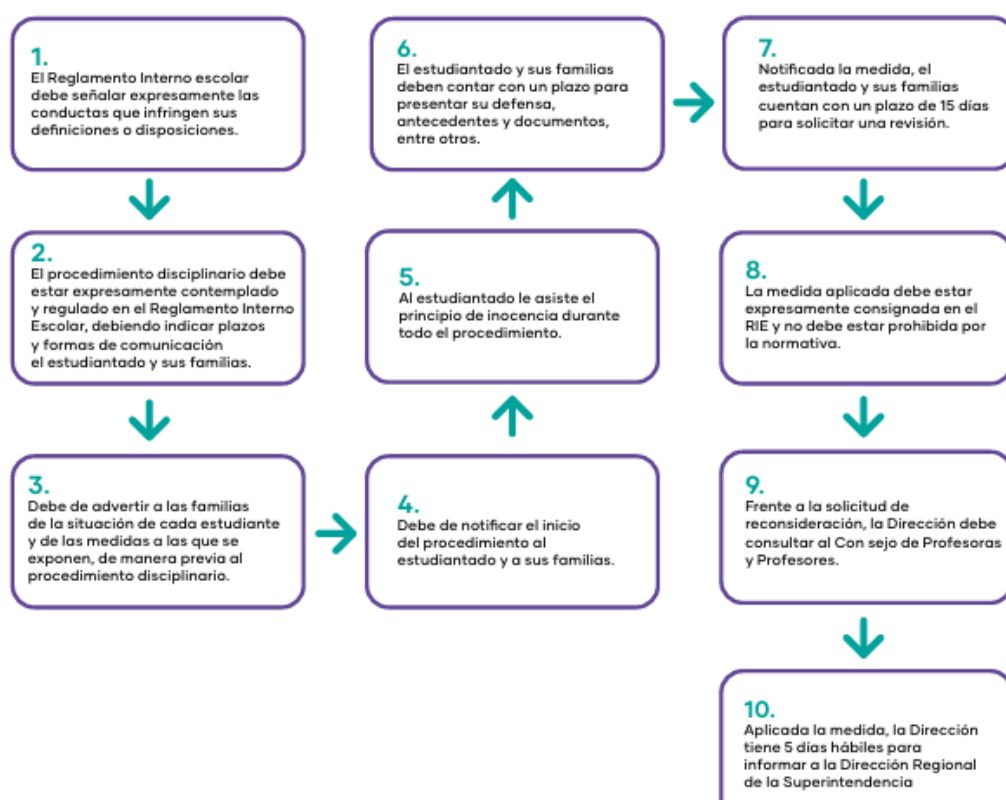 1.
El Reglamento Interno escolar
debe señalar expresamente las
conductas que infringen sus
definiciones o disposiciones.
2.
El procedimiento disciplinario debe
estar expresamente contemplado
y regulado en el Reglamento Interno
Escolar, debiendo indicar plazos
y formas de comunicación
el estudiantado y sus familias.
3.
Debe de advertir a las familias
de la situación de cada estudiante
y de las medidas a las que se
exponen, de manera previa al
procedimiento disciplinario.
4.
Debe de notificar el inicio
del procedimiento al
estudiantado y a sus familias.
5.
Al estudiantado le asiste el
principio de inocencia durante
todo el procedimiento.
6.
El estudiantado y sus familias
deben contar con un plazo para
presentar su defensa,
antecedentes y documentos,
entre otros.
7.
Notificada la medida, el
estudiantado y sus familias
cuentan con un plazo de 15 días
para solicitar una revisión.
8.
La medida aplicada debe estar
expresamente consignada en el
RIE y no debe estar prohibida por
la normativa.
9.
Frente a la solicitud de
reconsideración, la Dirección debe
consultar al Con sejo de Profesoras
y Profesores.
10.
Aplicada la medida, la Dirección
tiene 5 días hábiles para
informar a la Dirección Regional
de la Superintendencia